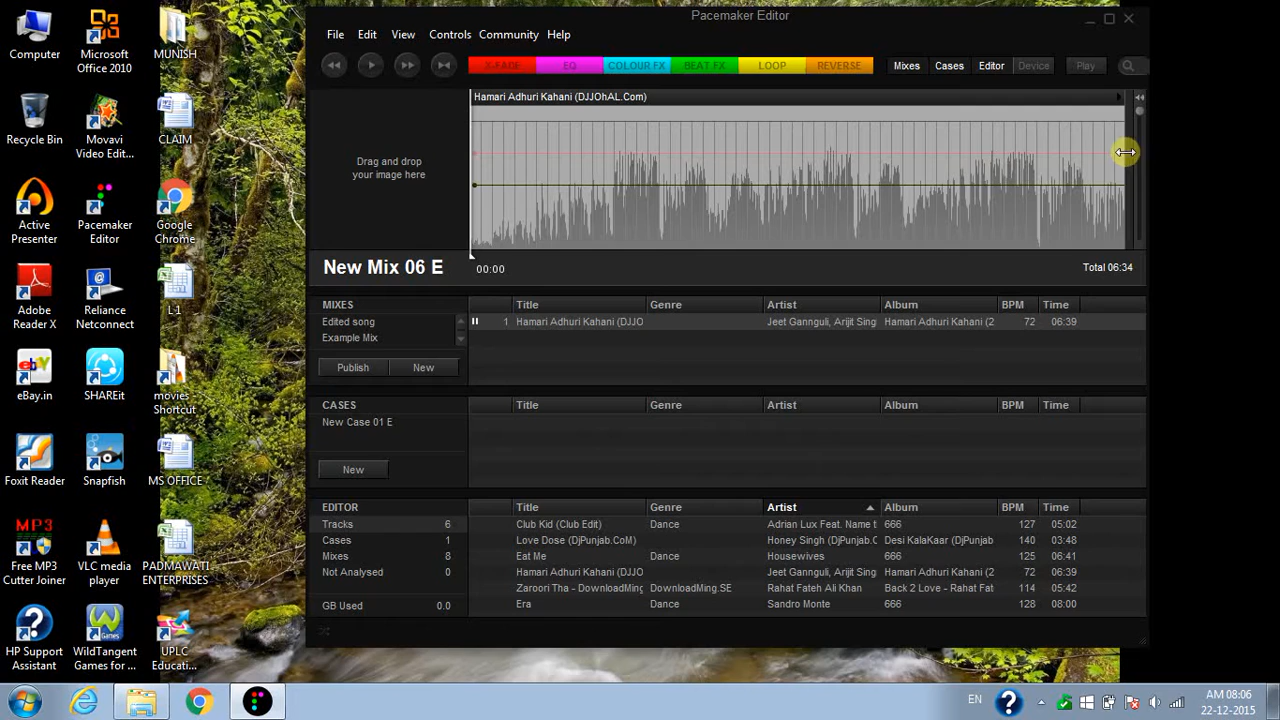 Computer
Microsoft
Office 2010
MUNISH
Recycle Bin
Movavi
Video Edit...
CLAIM
Active
Presenter
Pacemaker
Editor
Google
Chrome
Adobe
Reader X
Reliance
Netconnect
L1
eBay.in
SHAREit
movies -
Shortcut
Foxit Reader
Snapfish
MS OFFICE
Free MP3
Cutter Joiner
VLC media
player
PADMAWATI
ENTERPRISES
HP Support
Assistant
WildTangent
Games for ...
UPLC
Educati...
Pacemaker Editor
File Edit View Controls Community Help
X-FADE EQ COLOUR FX BEAT FX LOOP REVERSE Mixes Cases Editor Device Play
Hamari Adhuri Kahani (DJJOhAL.Com)
Drag and drop
your image here
New Mix 06 E 00:00 Total 06:34
MIXES Title Genre Artist Album BPM Time
Edited song 1 Hamari Adhuri Kahani (DJJO Jeet Gannguli, Arijit Sing Hamari Adhuri Kahani (2 72 06:39
Example Mix
Publish New
CASES Title Genre Artist Album BPM Time
New Case 01 E
New
EDITOR Title Genre Artist Album BPM Time
Tracks 6 Club Kid (Club Edit) Dance Adrian Lux Feat. Name t 666 127 05:02
Cases 1 Love Dose (DjPunjab.CoM) Honey Singh (DjPunjab.C Desi KalaKaar (DjPunjab 140 03:48
Mixes 8 Eat Me Dance Housewives 666 125 06:41
Not Analysed 0 Hamari Adhuri Kahani (DJJO Jeet Gannguli, Arijit Sing Hamari Adhuri Kahani (2 72 06:39
Zaroori Tha - DownloadMing DownloadMing.SE Rahat Fateh Ali Khan Back 2 Love - Rahat Fat 160 05:42
GB Used 0.0 Era Dance Sandro Monte 666 128 08:00
EN
AM 08:06
22-12-2015